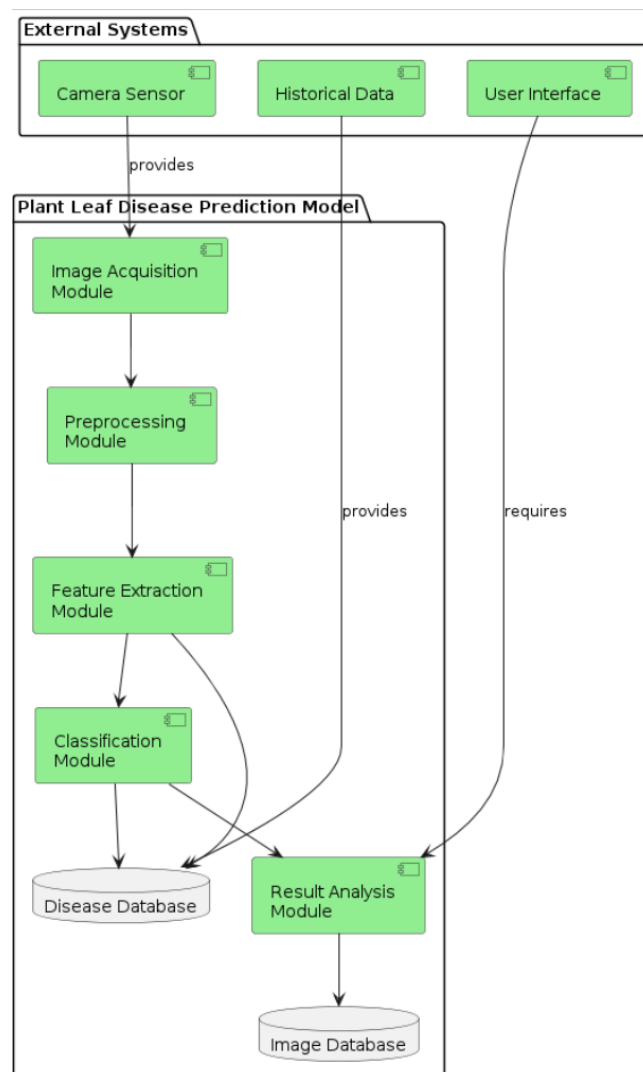 External Systems
Camera Sensor
Historical Data
User Interface
provides
Plant Leaf Disease Prediction Model
Image Acquisition
Module
Preprocessing
Module
provides
requires
Feature Extraction
Module
Classification
Module
Disease Database
Result Analysis
Module
Image Database